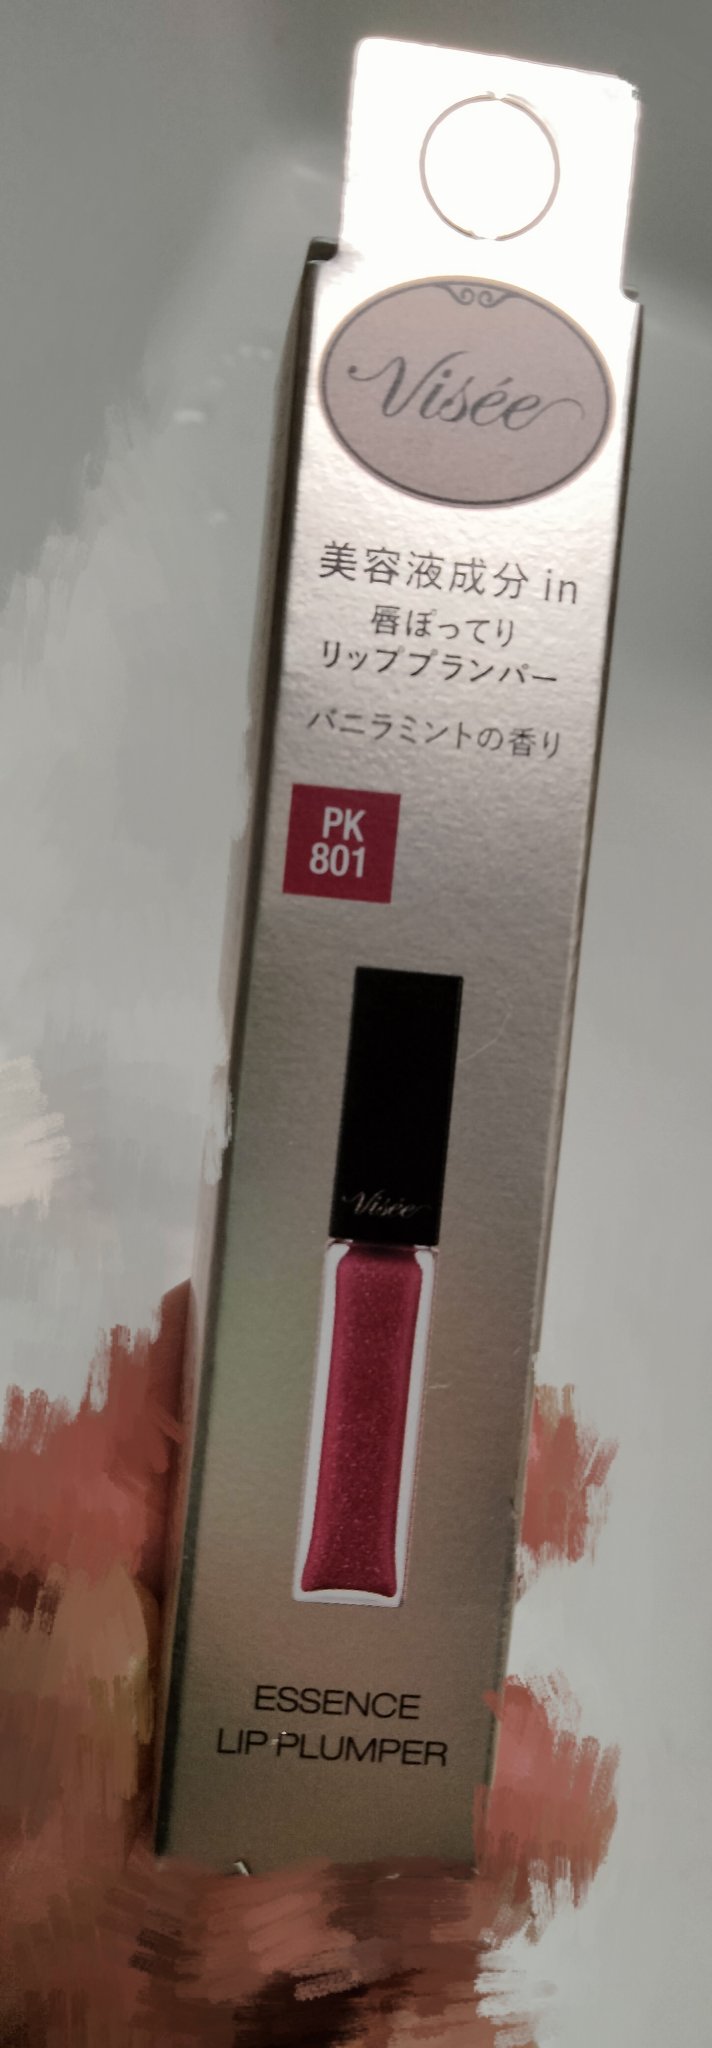 Visée
美容液成分 in
唇ぽってり
リッププランパー
バニラミントの香り
PK
801
Visée
ESSENCE
LIP PLUMPER